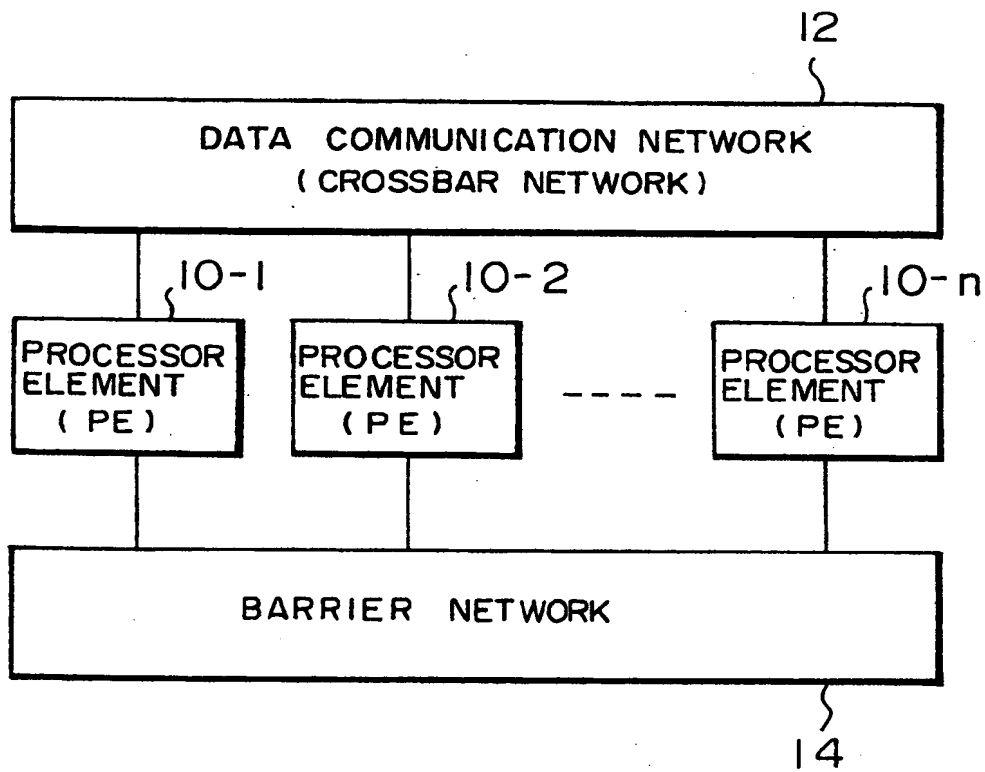 12
DATA COMMUNICATION NETWORK
(CROSSBAR NETWORK)
10-1
10-2
10-n
PROCESSOR
ELEMENT
(PE)
PROCESSOR
ELEMENT
(PE)
PROCESSOR
ELEMENT
(PE)
BARRIER NETWORK
14